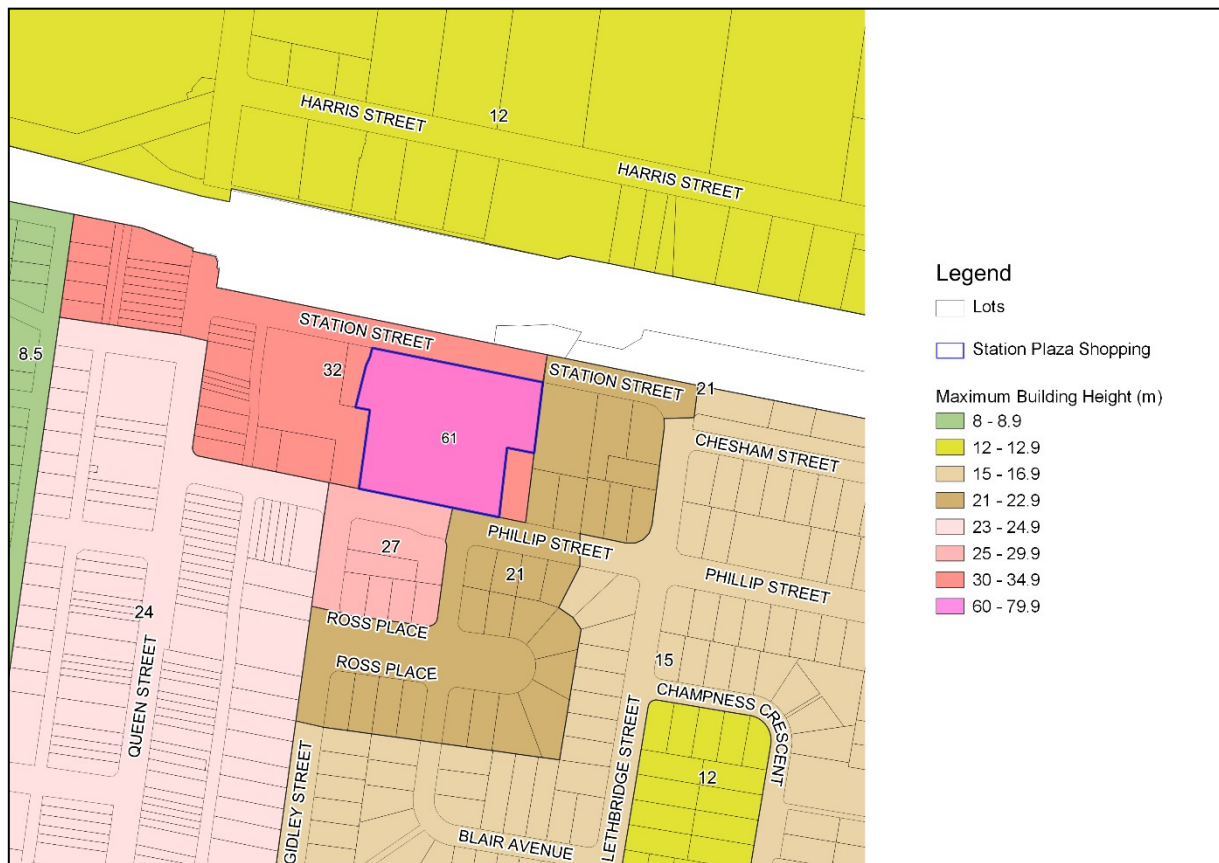 12
HARRIS STREET
HARRIS STREET
STATION STREET
8.5
32
STATION STREET
21
61
CHESHAM STREET
27
PHILLIP STREET
21
PHILLIP STREET
24
ROSS PLACE
ROSS PLACE
15
QUEEN STREET
CHAMPNESS CRESCENT
12
GIDLEY STREET
LETHBRIDGE STREET
BLAIR AVENUE
Legend
Lots
Station Plaza Shopping
Maximum Building Height (m)
8 - 8.9
12 - 12.9
15 - 16.9
21 - 22.9
23 - 24.9
25 - 29.9
30 - 34.9
60 - 79.9